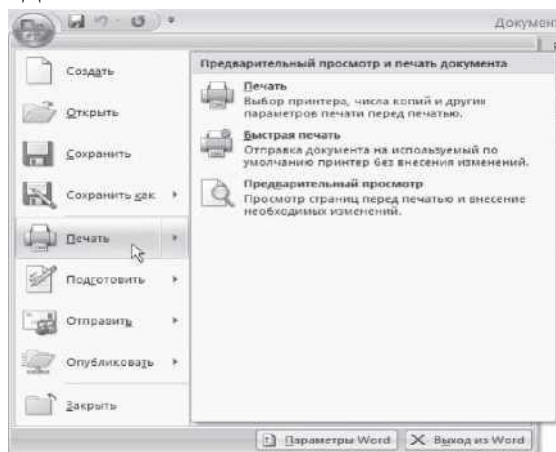 Докумен
Создать
Открыть
Сохранить
Сохранить как
Печать
Подготовить
Отправить
Опубликовать
Закрыть
Предварительный просмотр и печать документа
Печать
Выбор принтера, числа копий и других
параметров печати перед печатью.
Быстрая печать
Отправка документа на используемый по
умолчанию принтер без внесения изменений.
Предварительный просмотр
Просмотр страниц перед печатью и внесение
необходимых изменений.
Параметры Word
Выход из Word